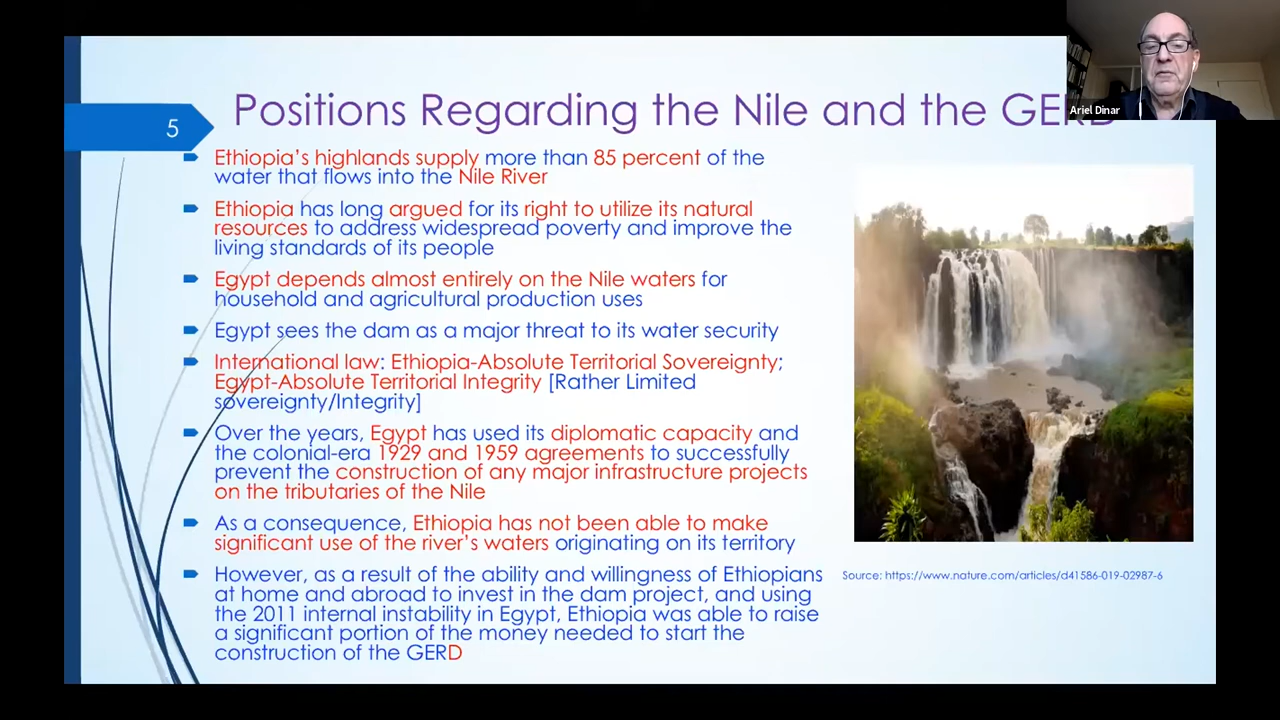 Ariel Dinar
5
Positions Regarding the Nile and the GERD
Ethiopia's highlands supply more than 85 percent of the
water that flows into the Nile River
Ethiopia has long argued for its right to utilize its natural
resources to address widespread poverty and improve the
living standards of its people
Egypt depends almost entirely on the Nile waters for
household and agricultural production uses
Egypt sees the dam as a major threat to its water security
International law: Ethiopia-Absolute Territorial Sovereignty;
Egypt-Absolute Territorial Integrity [Rather Limited
sovereignty/Integrity]
Over the years, Egypt has used its diplomatic capacity and
the colonial-era 1929 and 1959 agreements to successfully
prevent the construction of any major infrastructure projects
on the tributaries of the Nile
As a consequence, Ethiopia has not been able to make
significant use of the river's waters originating on its territory
However, as a result of the ability and willingness of Ethiopians
at home and abroad to invest in the dam project, and using
the 2011 internal instability in Egypt, Ethiopia was able to raise
a significant portion of the money needed to start the
construction of the GERD
Source: https://www.nature.com/articles/d41586-019-02987-6